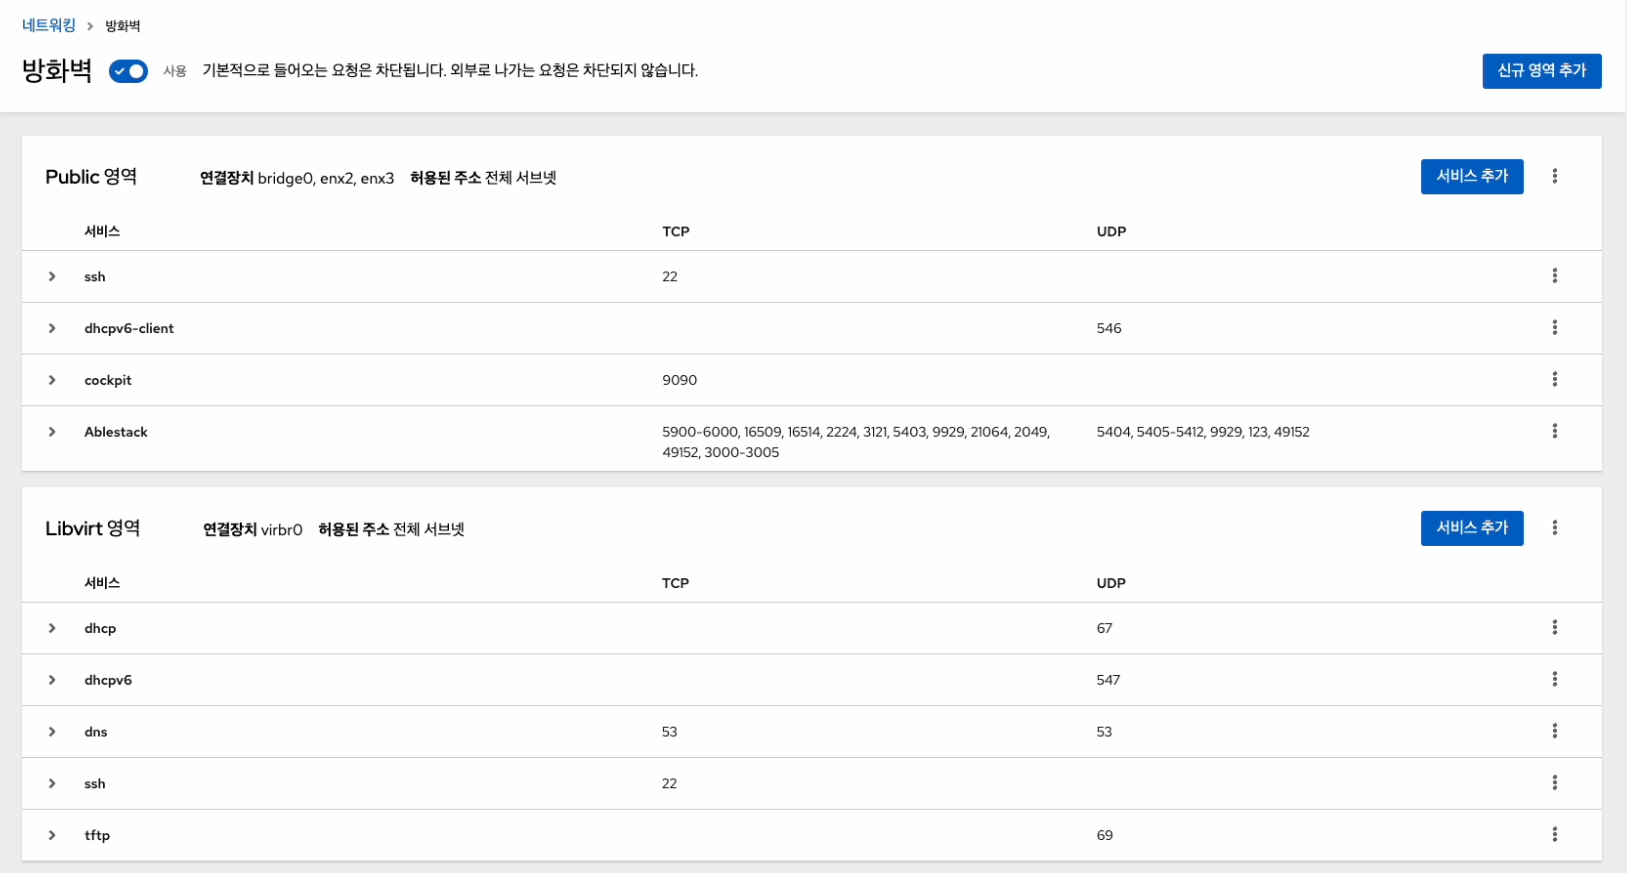 네트워킹 > 방화벽
방화벽 사용 기본적으로 들어오는 요청은 차단됩니다. 외부로 나가는 요청은 차단되지 않습니다. 신규 영역 추가
Public 영역 연결장치 bridge0, enx2, enx3 허용된 주소 전체 서브넷 서비스 추가
서비스 TCP UDP
ssh 22
dhcpv6-client 546
cockpit 9090
Ablestack 5900-6000, 16509, 16514, 2224, 3121, 5403, 9929, 21064, 2049, 5404, 5405-5412, 9929, 123, 49152
49152, 3000-3005
Libvirt 영역 연결장치 virbr0 허용된 주소 전체 서브넷 서비스 추가
서비스 TCP UDP
dhcp 67
dhcpv6 547
dns 53 53
ssh 22
tftp 69